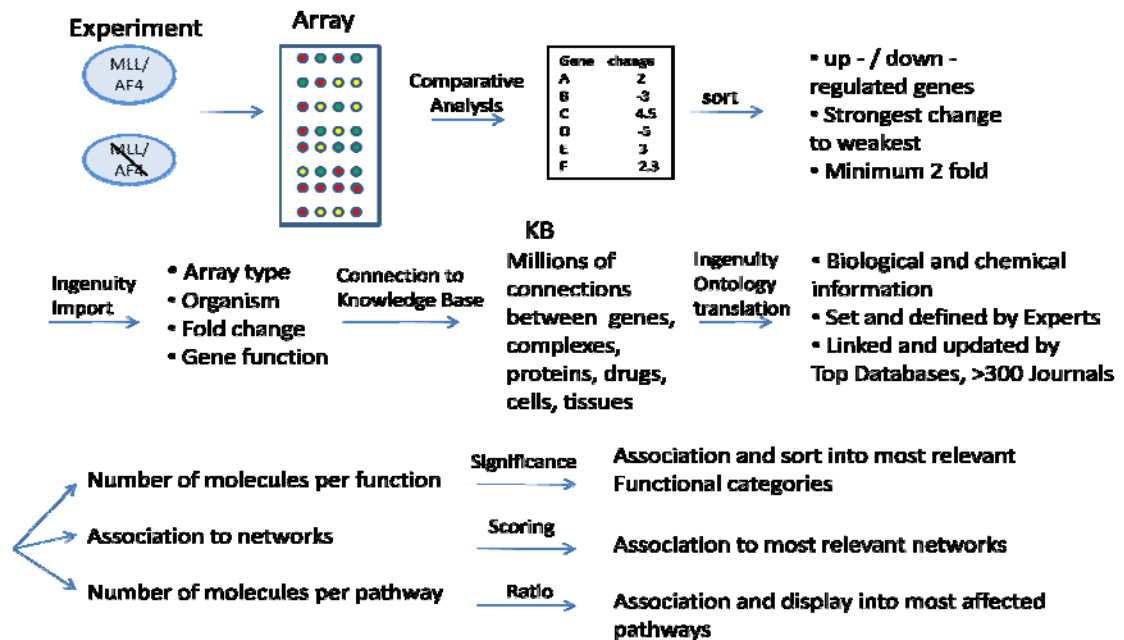 Experiment
MLL/
AF4
MLL/
AF4
Array
Comparative
Analysis
Gene change
A 2
B -3
C 4.5
D -5
E 3
F 2.3
sort
• up - / down -
regulated genes
• Strongest change
to weakest
• Minimum 2 fold
Ingenuity
Import
• Array type
• Organism
• Fold change
• Gene function
Connection to
Knowledge Base
KB
Millions of
connections
between genes,
complexes,
proteins, drugs,
cells, tissues
Ingenuity
Ontology
translation
• Biological and chemical
information
• Set and defined by Experts
• Linked and updated by
Top Databases, >300 Journals
Number of molecules per function
Significance
Association and sort into most relevant
Functional categories
Association to networks
Scoring
Association to most relevant networks
Number of molecules per pathway
Ratio
Association and display into most affected
pathways